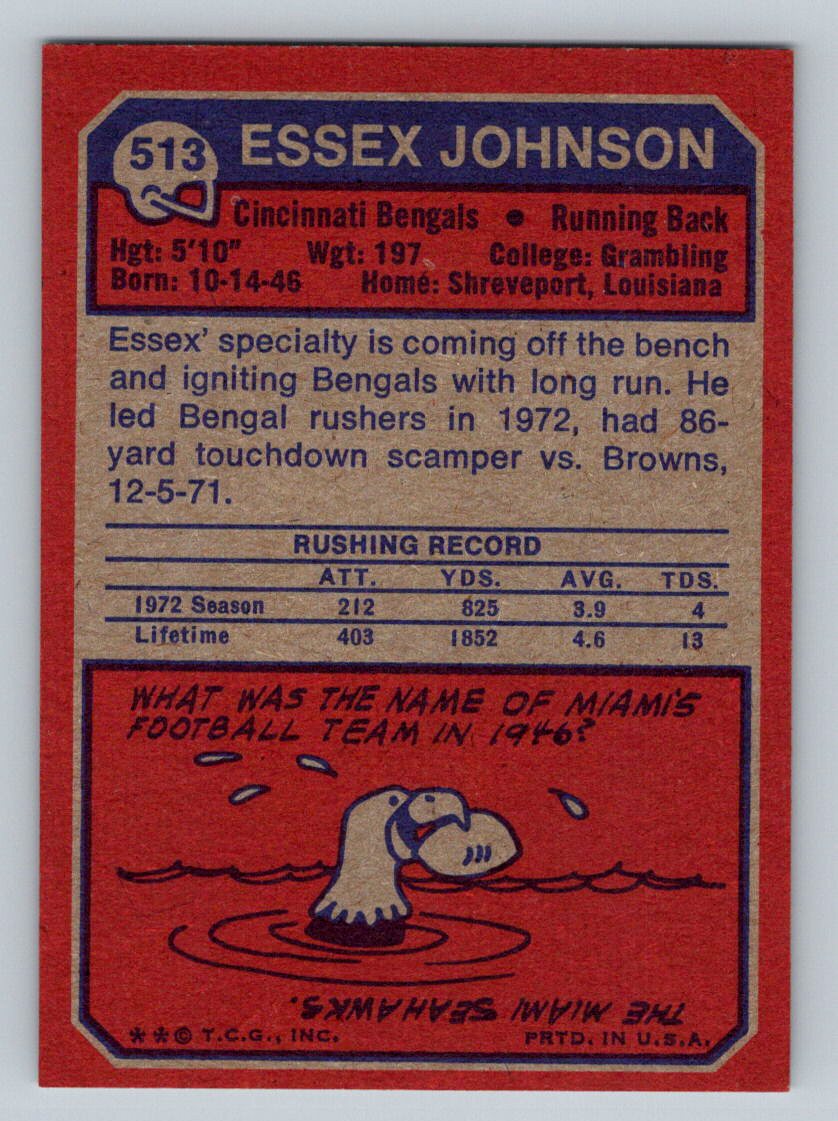 513
ESSEX JOHNSON
Cincinnati Bengals ● Running Back
Hgt: 5'10" Wgt: 197 College: Grambling
Born: 10-14-46 Home: Shreveport, Louisiana
Essex' specialty is coming off the bench
and igniting Bengals with long run. He
led Bengal rushers in 1972, had 86-
yard touchdown scamper vs. Browns,
12-5-71.
RUSHING RECORD
ATT. YDS. AVG. TDS.
1972 Season 212 825 3.9 4
Lifetime 403 1852 4.6 13
WHAT WAS THE NAME OF MIAMI'S
FOOTBALL TEAM IN 1946?
THE MIAMI SEAHAWKS.
**© T.C.G., INC. PRTD. IN U.S.A.